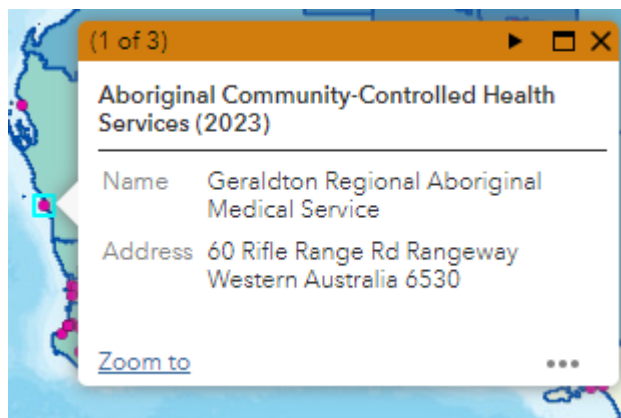 (1 of 3)
Aboriginal Community-Controlled Health
Services (2023)
Name Geraldton Regional Aboriginal
Medical Service
Address 60 Rifle Range Rd Rangeway
Western Australia 6530
Zoom to